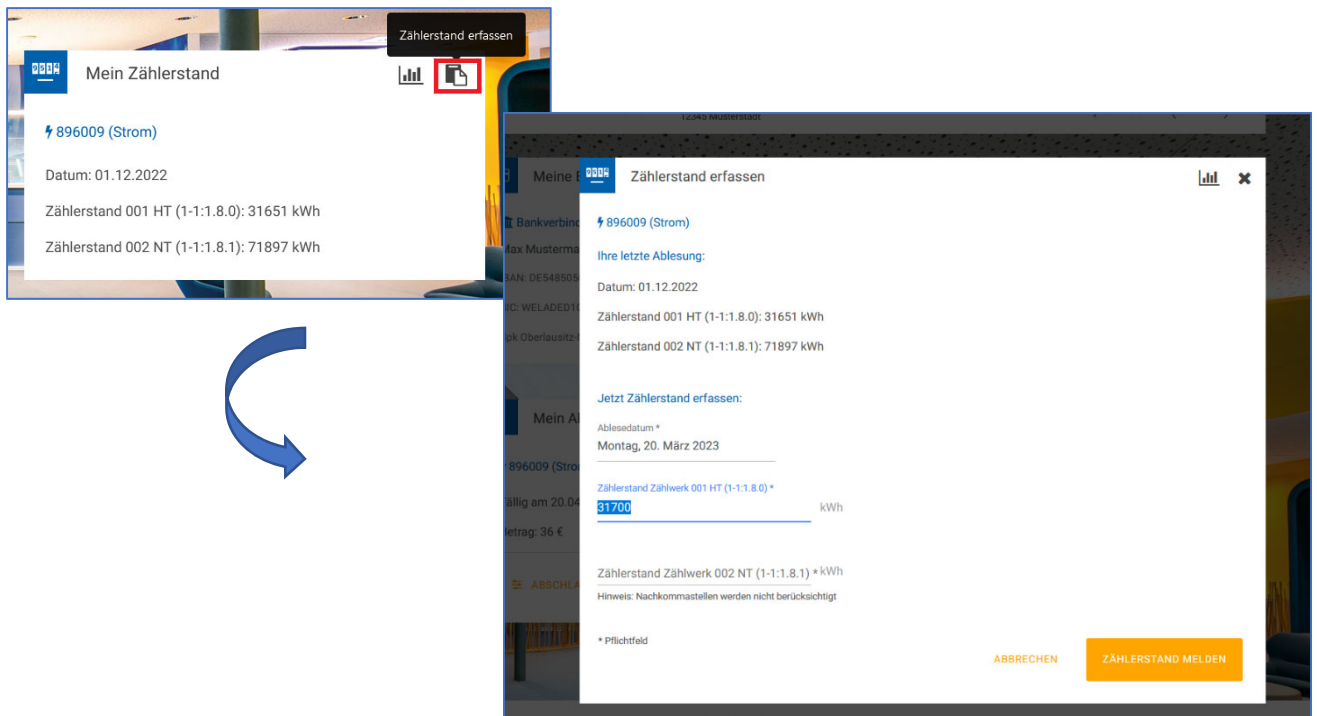 Zählerstand erfassen
Mein Zählerstand
896009 (Strom)
Datum: 01.12.2022
Zählerstand 001 HT (1-1:1.8.0): 31651 kWh
Zählerstand 002 NT (1-1:1.8.1): 71897 kWh
12345 Musterstadt
Meine
Zählerstand erfassen
Bankverbind
896009 (Strom)
Max Musterma
Ihre letzte Ablesung:
Datum: 01.12.2022
Zählerstand 001 HT (1-1:1.8.0): 31651 kWh
Spk Oberlausitz-
Zählerstand 002 NT (1-1:1.8.1): 71897 kWh
Jetzt Zählerstand erfassen:
Mein A
Ablesedatum *
Montag, 20. März 2023
896009 (Stro
Zählerstand Zählwerk 001 HT (1-1:1.8.0) *
31700 kWh
fällig am 20.04
Betrag: 36 €
Zählerstand Zählwerk 002 NT (1-1:1.8.1) * kWh
ABSCHLA
Hinweis: Nachkommastellen werden nicht berücksichtigt
* Pflichtfeld
ABBRECHEN
ZÄHLERSTAND MELDEN